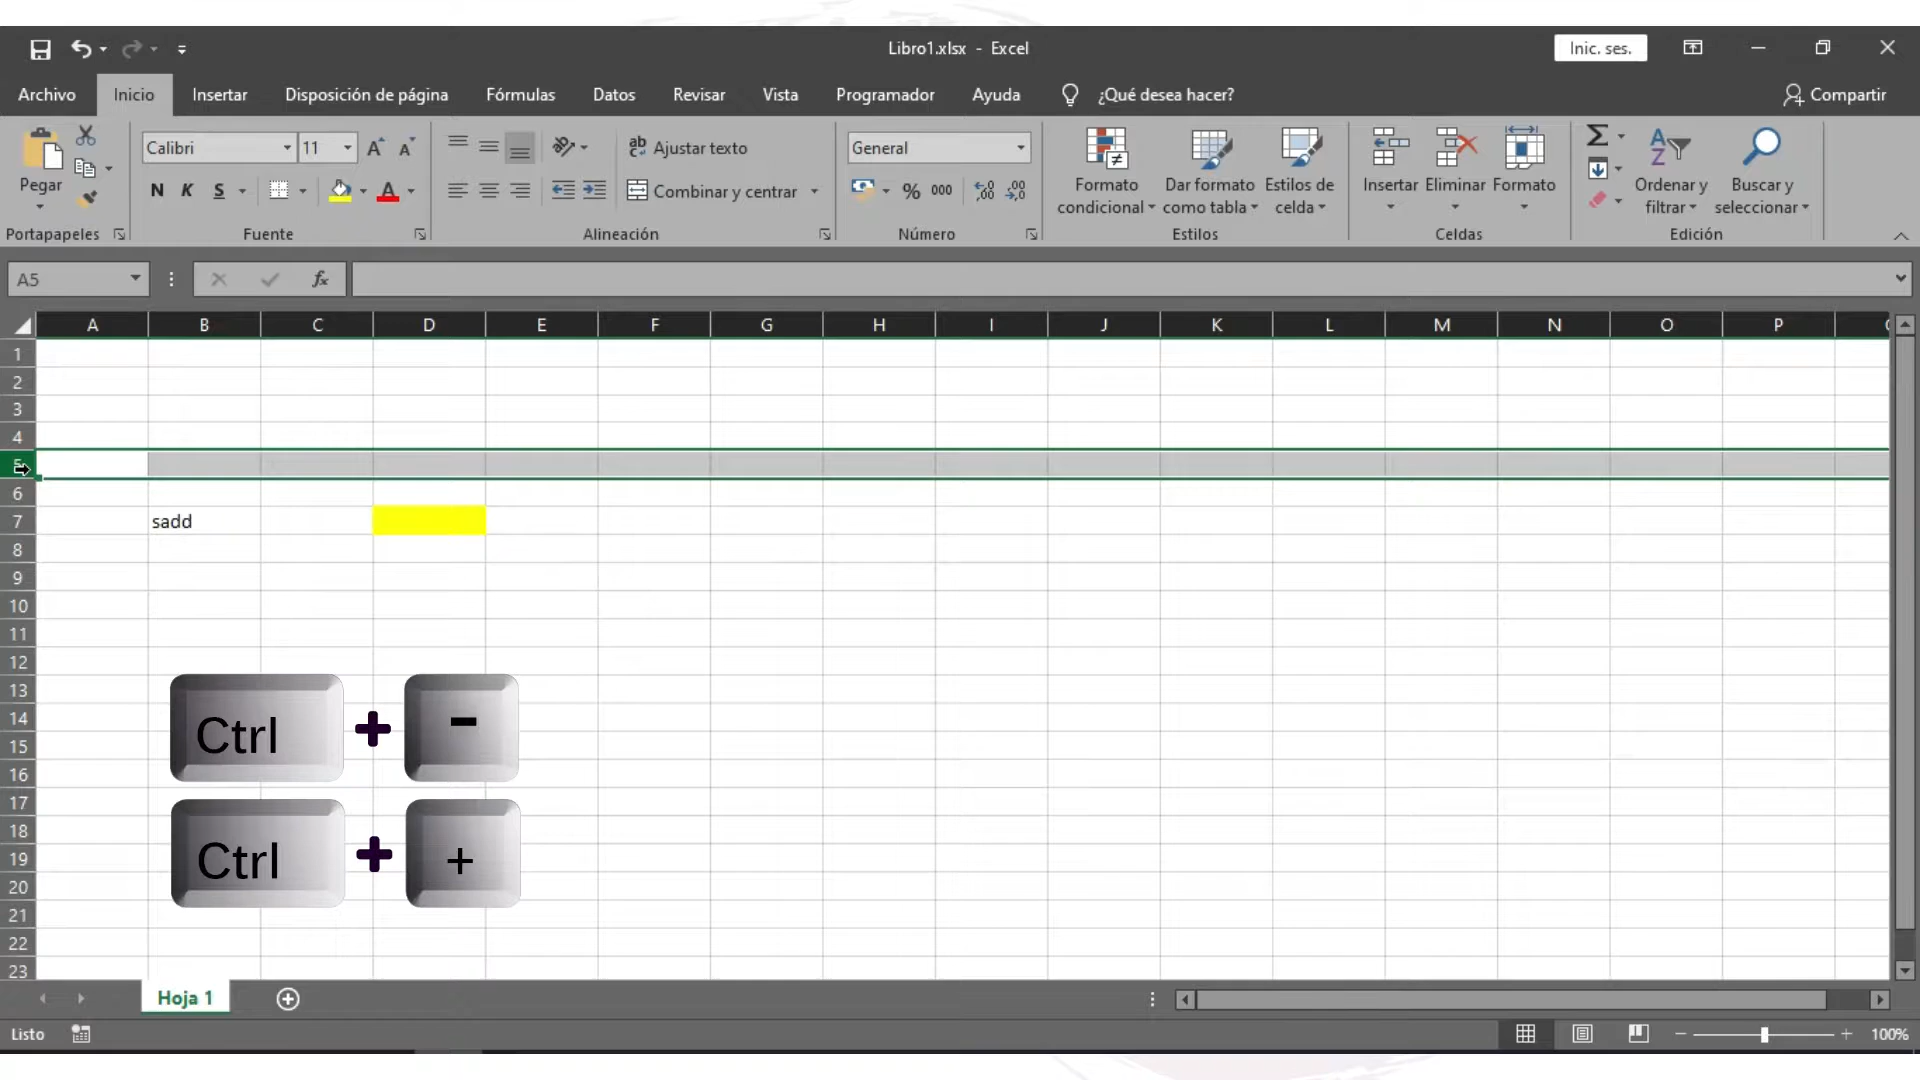 Libro1.xlsx - Excel
Inic. ses.
Archivo Inicio Insertar Disposición de página Fórmulas Datos Revisar Vista Programador Ayuda ¿Qué desea hacer? Compartir
Pegar
Portapapeles
Calibri 11
N K S
Fuente
Ajustar texto
Combinar y centrar
Alineación
General
% 000
Número
Formato condicional
Dar formato como tabla
Estilos de celda
Estilos
Insertar Eliminar Formato
Celdas
Ordenar y filtrar
Buscar y seleccionar
Edición
A5 fx
A B C D E F G H I J K L M N O P
1
2
3
4
5
6
7 sadd
8
9
10
11
12
13
14
15
16
17
18
19
20
21
22
23
Ctrl + -
Ctrl + +
Hoja 1
Listo 100%